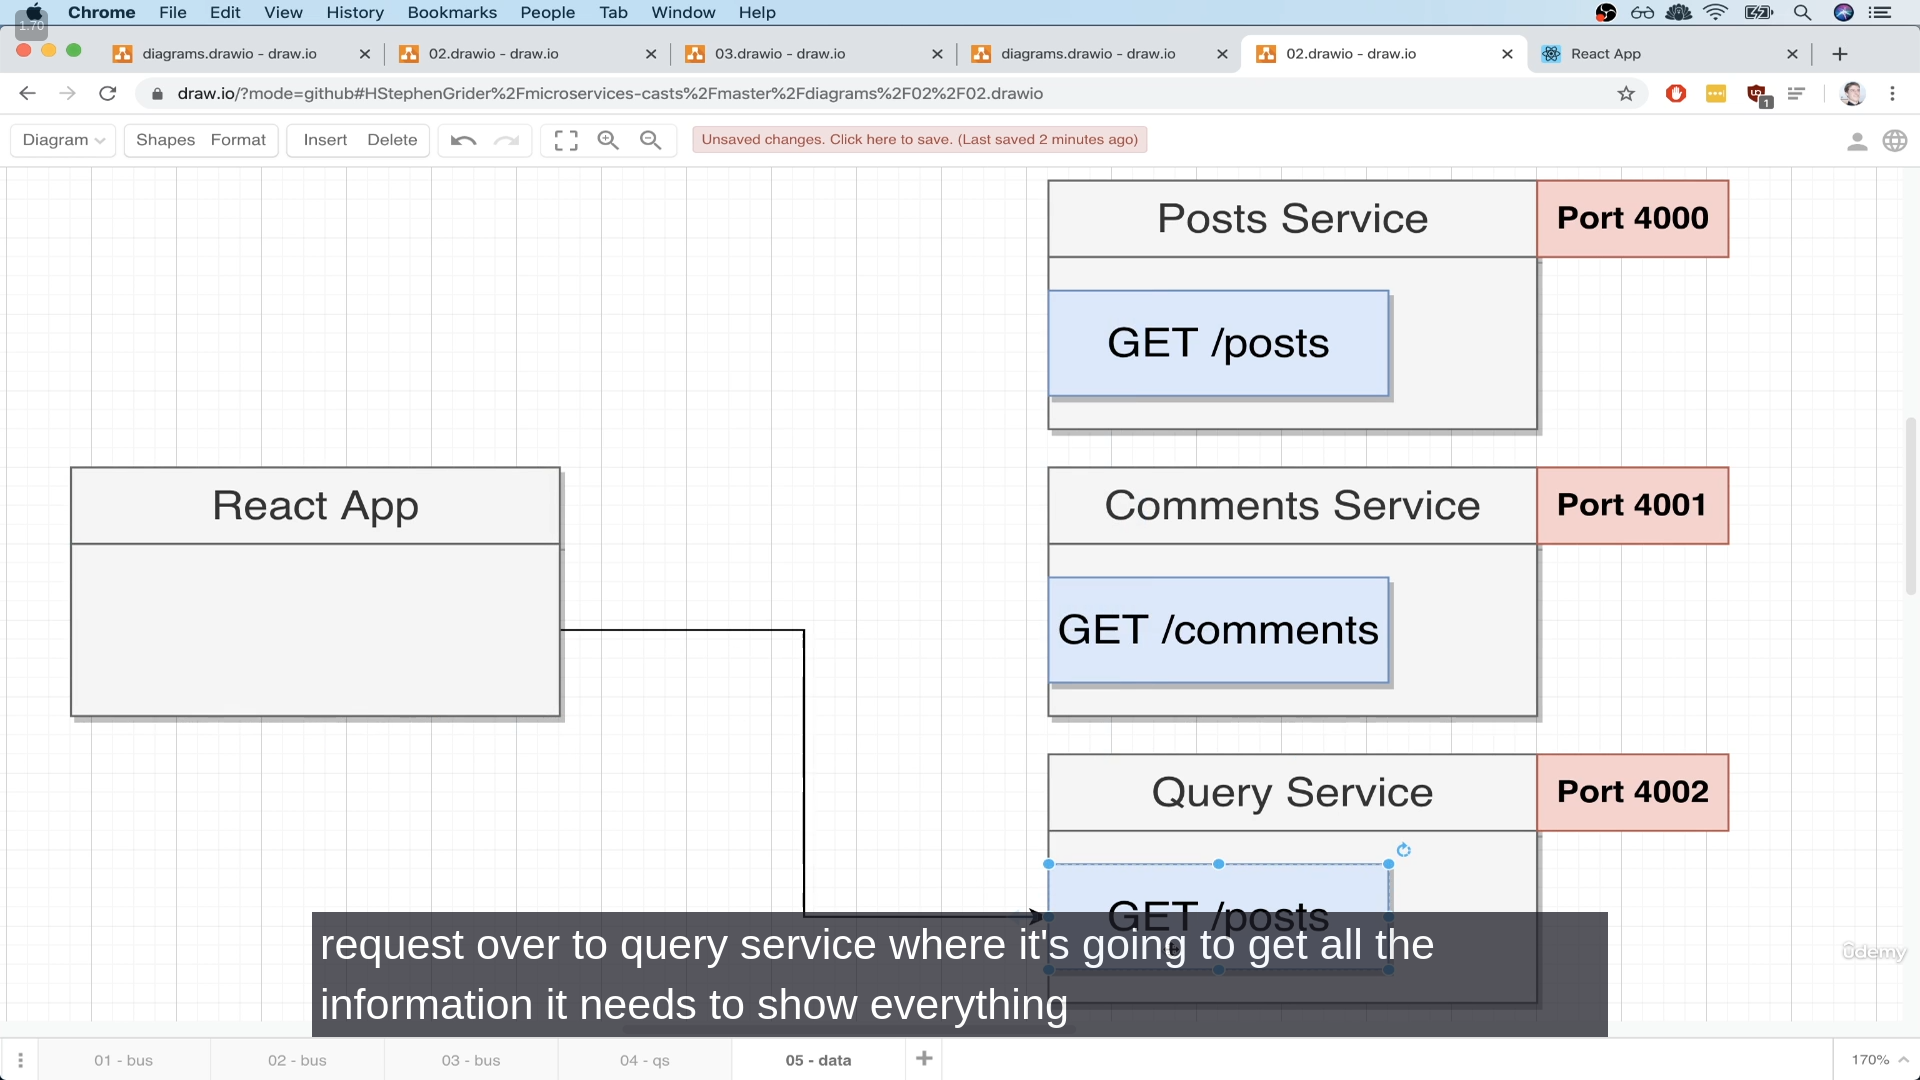 Chrome File Edit View History Bookmarks People Tab Window Help
1.70
diagrams.drawio - draw.io 02.drawio - draw.io 03.drawio - draw.io diagrams.drawio - draw.io 02.drawio - draw.io React App
draw.io/?mode=github#HStephenGrider%2Fmicroservices-casts%2Fmaster%2Fdiagrams%2F02%2F02.drawio
1
Diagram Shapes Format Insert Delete Unsaved changes. Click here to save. (Last saved 2 minutes ago)
Posts Service Port 4000
GET /posts
React App
Comments Service Port 4001
GET /comments
Query Service Port 4002
GET /posts
request over to query service where it's going to get all the
information it needs to show everything
ûdemy
01 - bus 02 - bus 03 - bus 04 - qs 05 - data 170%